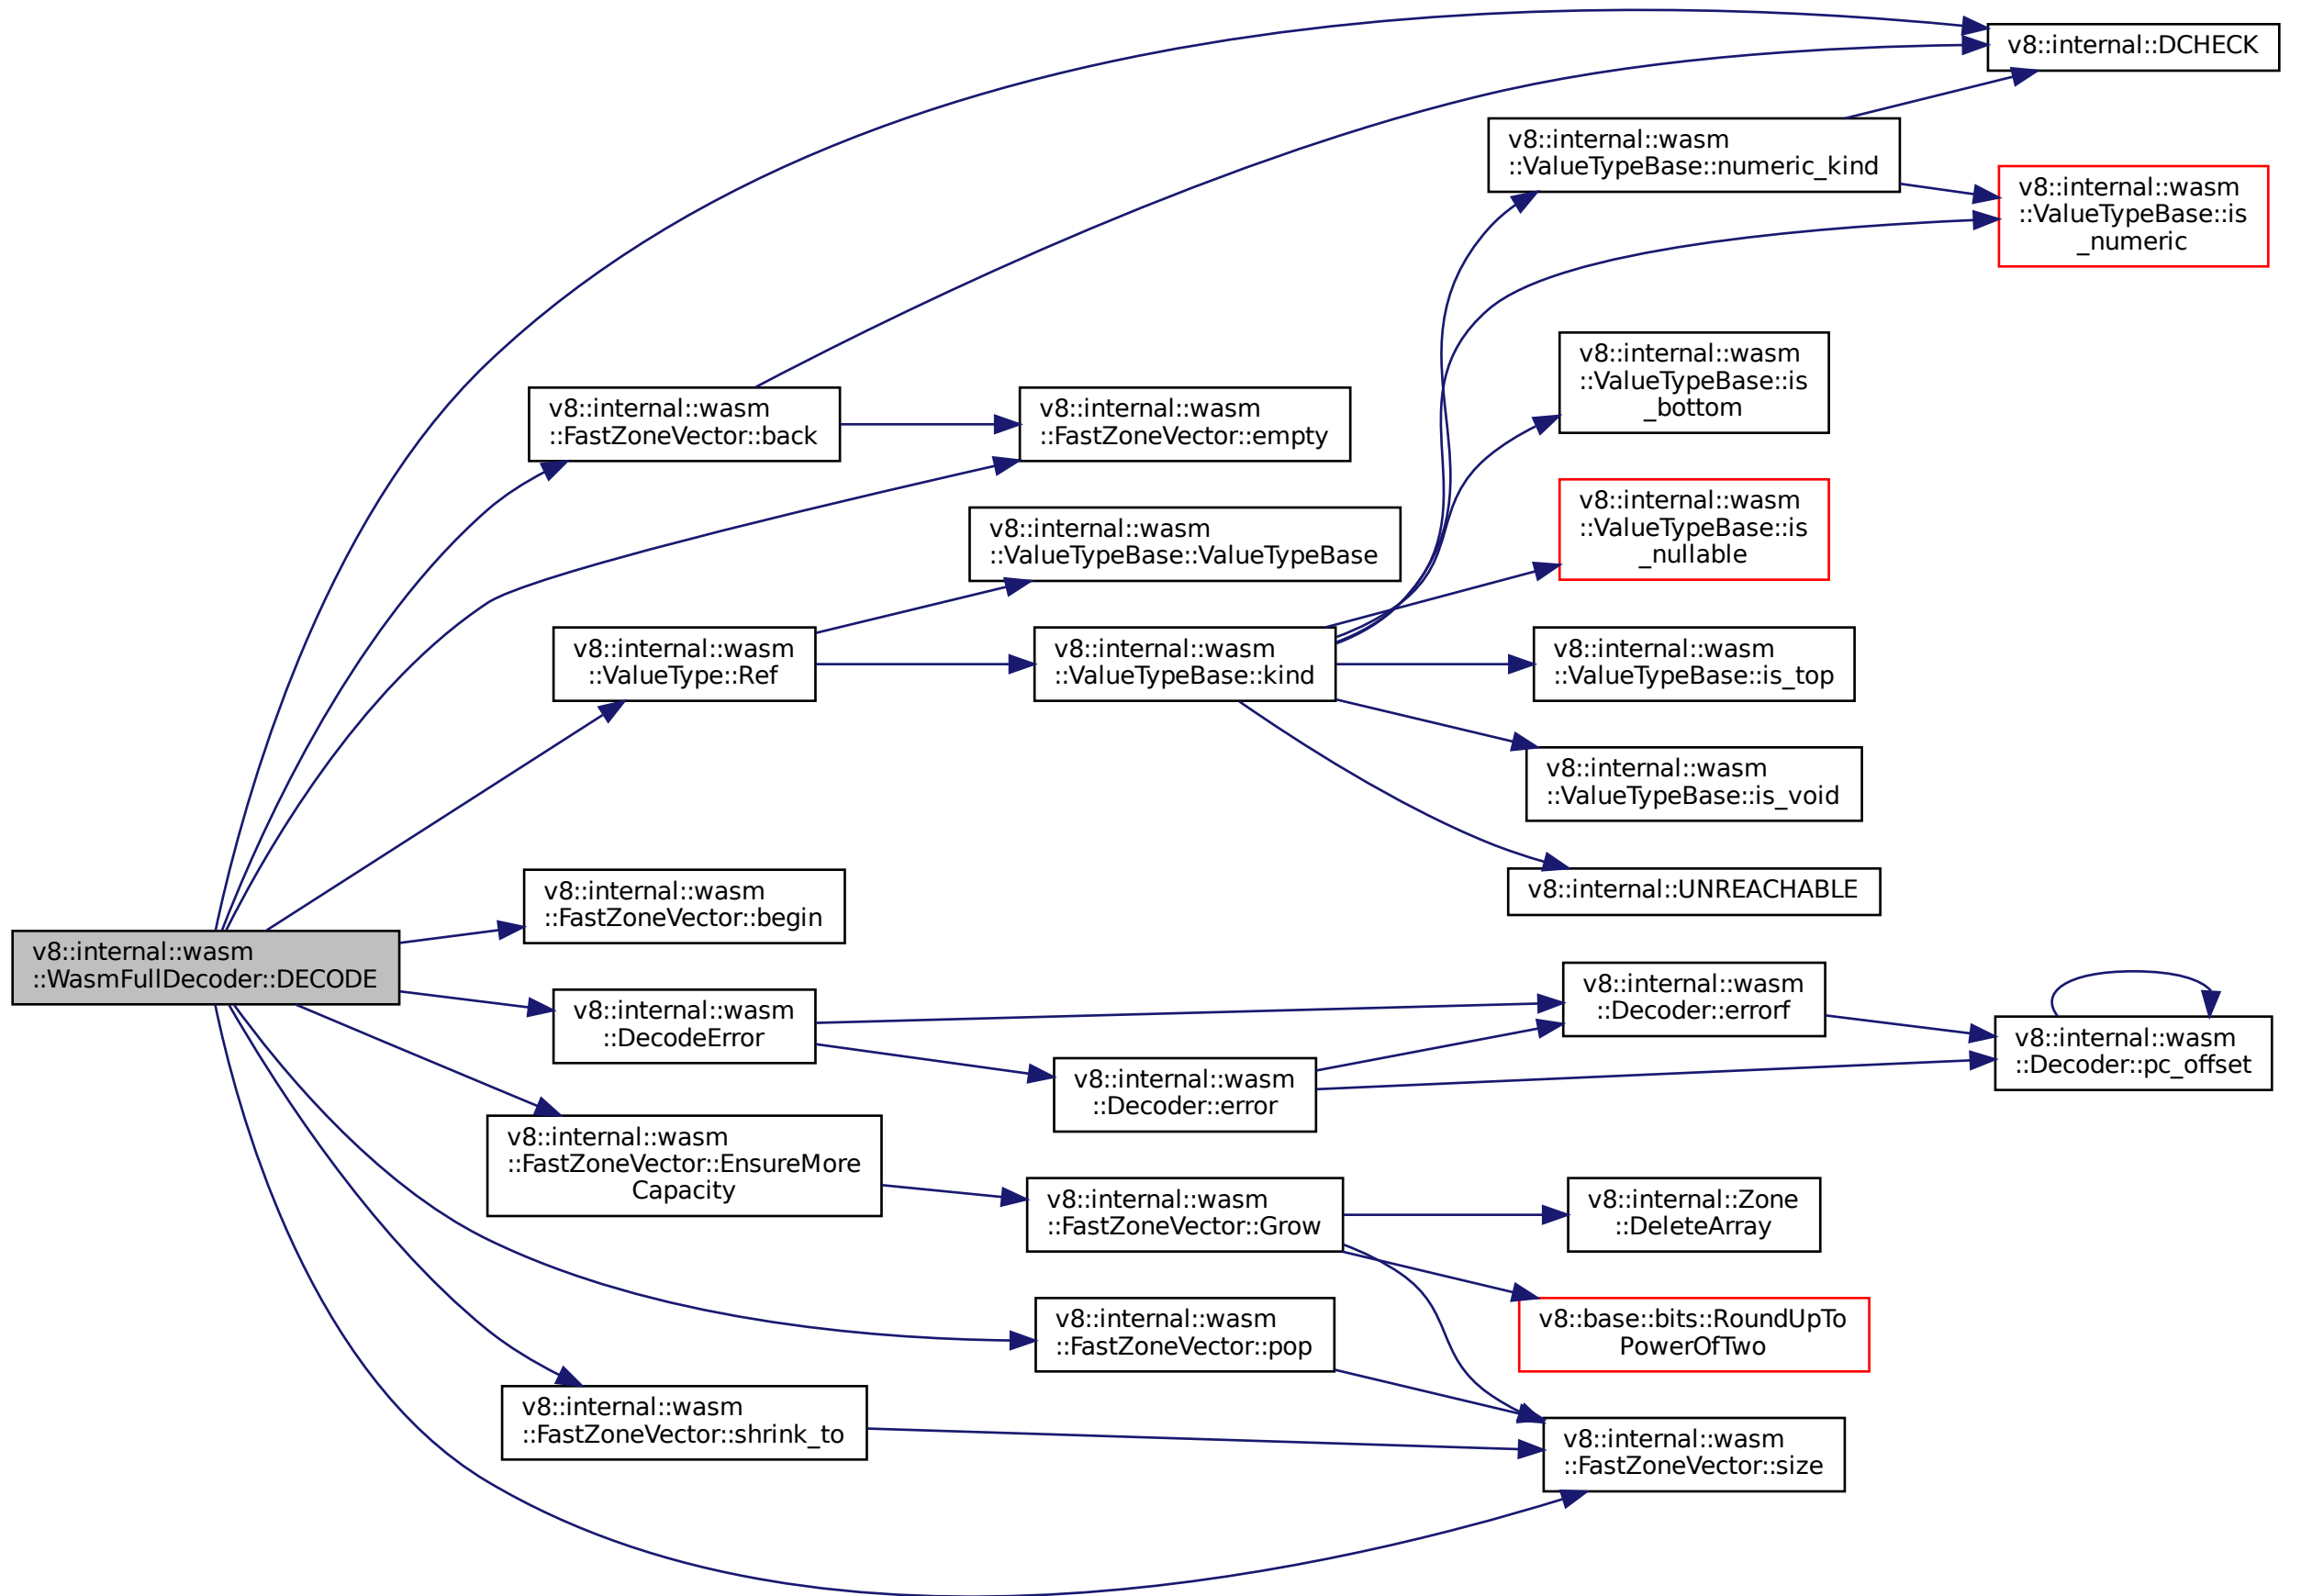 v8::internal::DCHECK
v8::internal::wasm
::ValueTypeBase::numeric_kind
v8::internal::wasm
::ValueTypeBase::is
_numeric
v8::internal::wasm
::ValueTypeBase::is
_bottom
v8::internal::wasm
::FastZoneVector::back
v8::internal::wasm
::FastZoneVector::empty
v8::internal::wasm
::ValueTypeBase::is
_nullable
v8::internal::wasm
::ValueTypeBase::ValueTypeBase
v8::internal::wasm
::ValueType::Ref
v8::internal::wasm
::ValueTypeBase::kind
v8::internal::wasm
::ValueTypeBase::is_top
v8::internal::wasm
::ValueTypeBase::is_void
v8::internal::UNREACHABLE
v8::internal::wasm
::FastZoneVector::begin
v8::internal::wasm
::WasmFullDecoder::DECODE
v8::internal::wasm
::DecodeError
v8::internal::wasm
::Decoder::errorf
v8::internal::wasm
::Decoder::pc_offset
v8::internal::wasm
::Decoder::error
v8::internal::wasm
::FastZoneVector::EnsureMore
Capacity
v8::internal::wasm
::FastZoneVector::Grow
v8::internal::Zone
::DeleteArray
v8::base::bits::RoundUpTo
PowerOfTwo
v8::internal::wasm
::FastZoneVector::pop
v8::internal::wasm
::FastZoneVector::shrink_to
v8::internal::wasm
::FastZoneVector::size